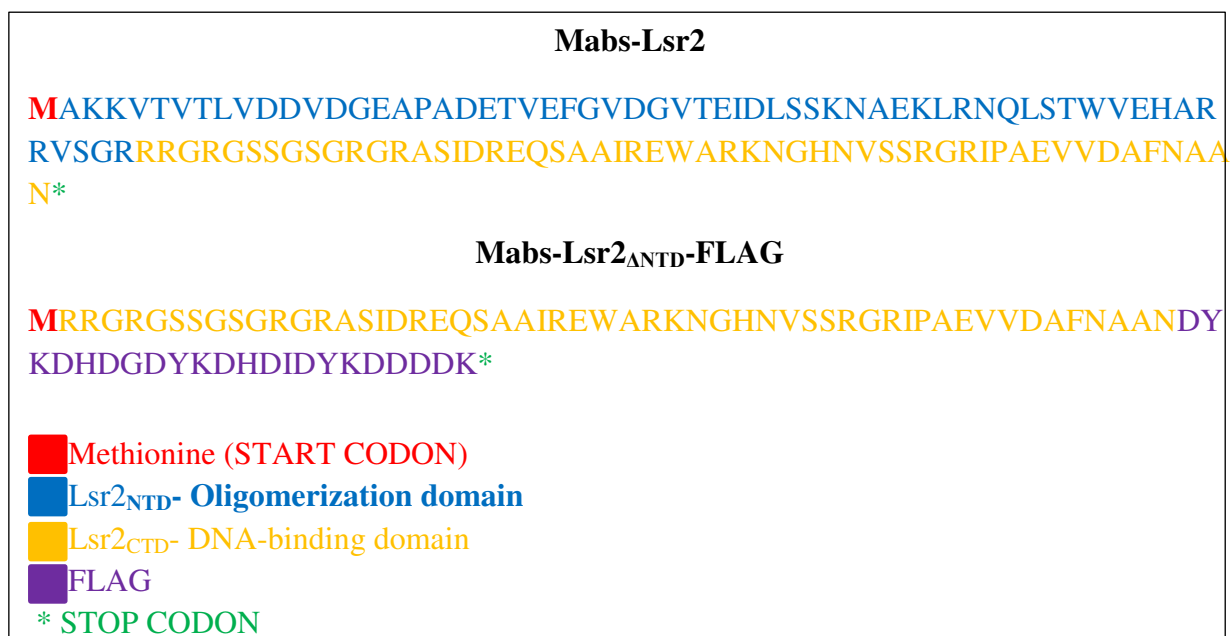 Mabs-Lsr2
MAKKVTVTLVDDVDGEAPADETVEFGVDGVTEIDLSSKNAEKLRNQLSTWVEHAR
RVSGRRRGRGSSGSGRGRASIDREQSAAIREWARKNGHNVSSRGRIPAEVVDAFNAA
N*
Mabs-Lsr2ΔNTD-FLAG
MRRGRGSSGSGRGRASIDREQSAAIREWARKNGHNVSSRGRIPAEVVDAFNAANDY
KDHDGDYKDHDIDYKDDDDK*
Methionine (START CODON)
Lsr2NTD- Oligomerization domain
Lsr2CTD- DNA-binding domain
FLAG
* STOP CODON